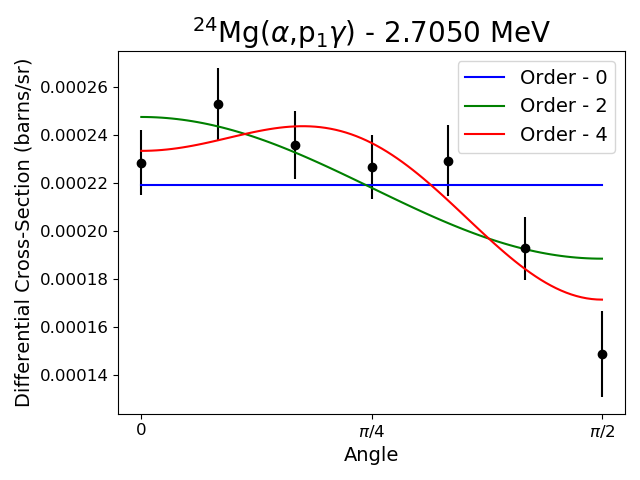 ²⁴Mg(α,p₁γ) - 2.7050 MeV
Differential Cross-Section (barns/sr)
0.00026
0.00024
0.00022
0.00020
0.00018
0.00016
0.00014
Order - 0
Order - 2
Order - 4
0
π/4
π/2
Angle